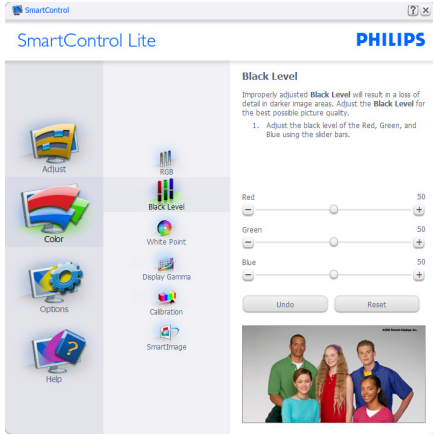 SmartControl
SmartControl Lite
PHILIPS
Adjust
Color
Options
Help
RGB
Black Level
White Point
Display Gamma
Calibration
SmartImage
Black Level
Improperly adjusted Black Level will result in a loss of
detail in darker image areas. Adjust the Black Level for
the best possible picture quality.
1. Adjust the black level of the Red, Green, and
Blue using the slider bars.
Red 50
Green 50
Blue 50
Undo Reset